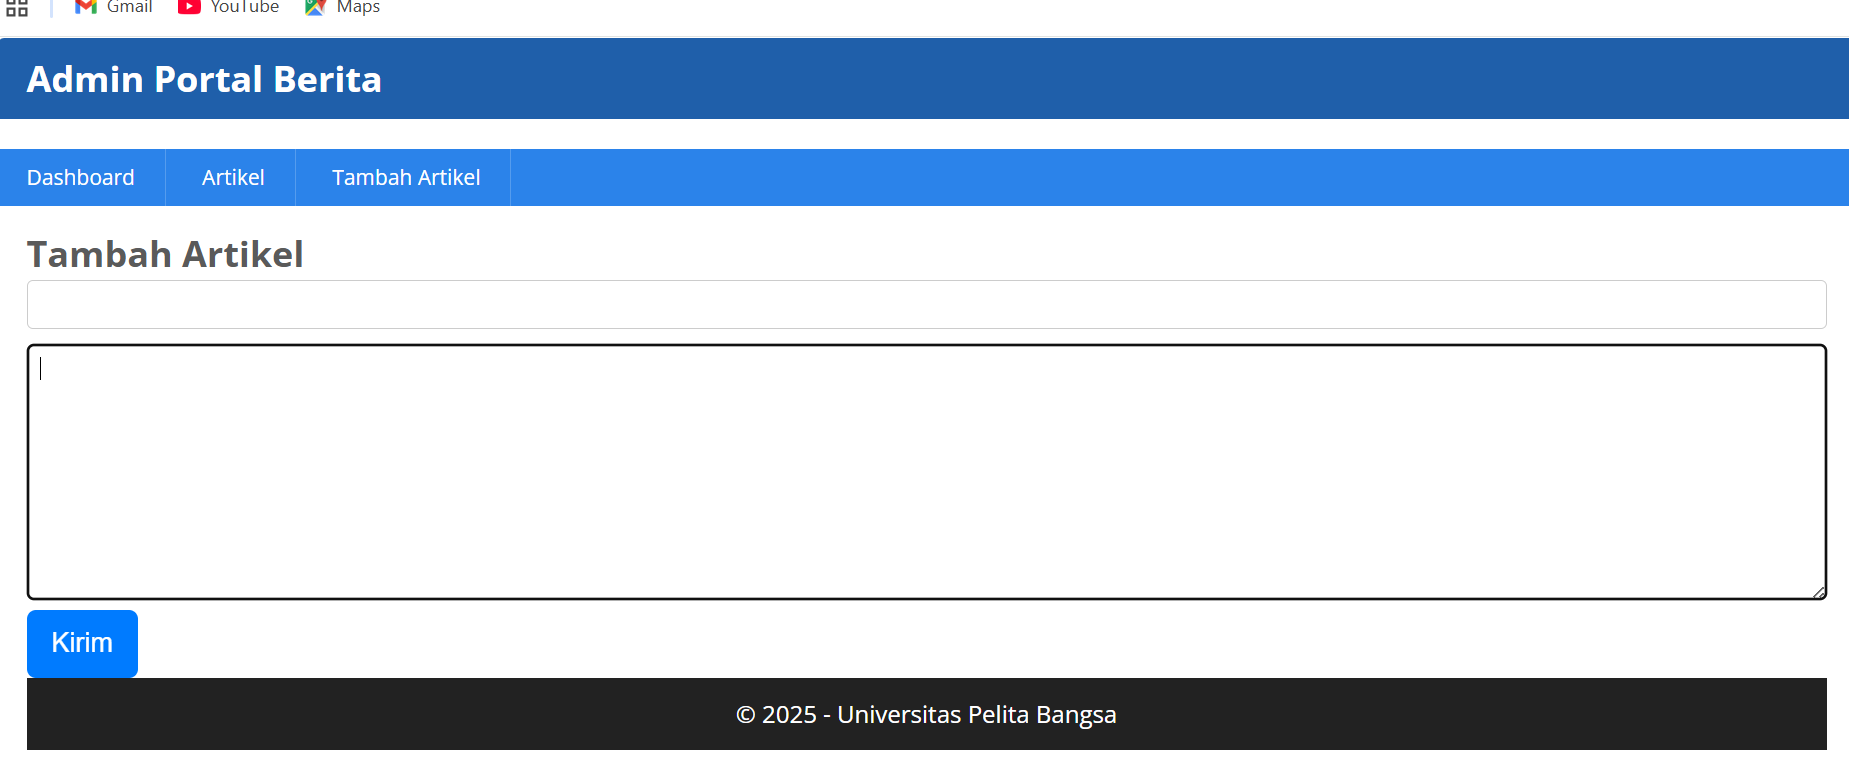 Gmail YouTube Maps
Admin Portal Berita
Dashboard Artikel Tambah Artikel
Tambah Artikel
Kirim
© 2025 - Universitas Pelita Bangsa